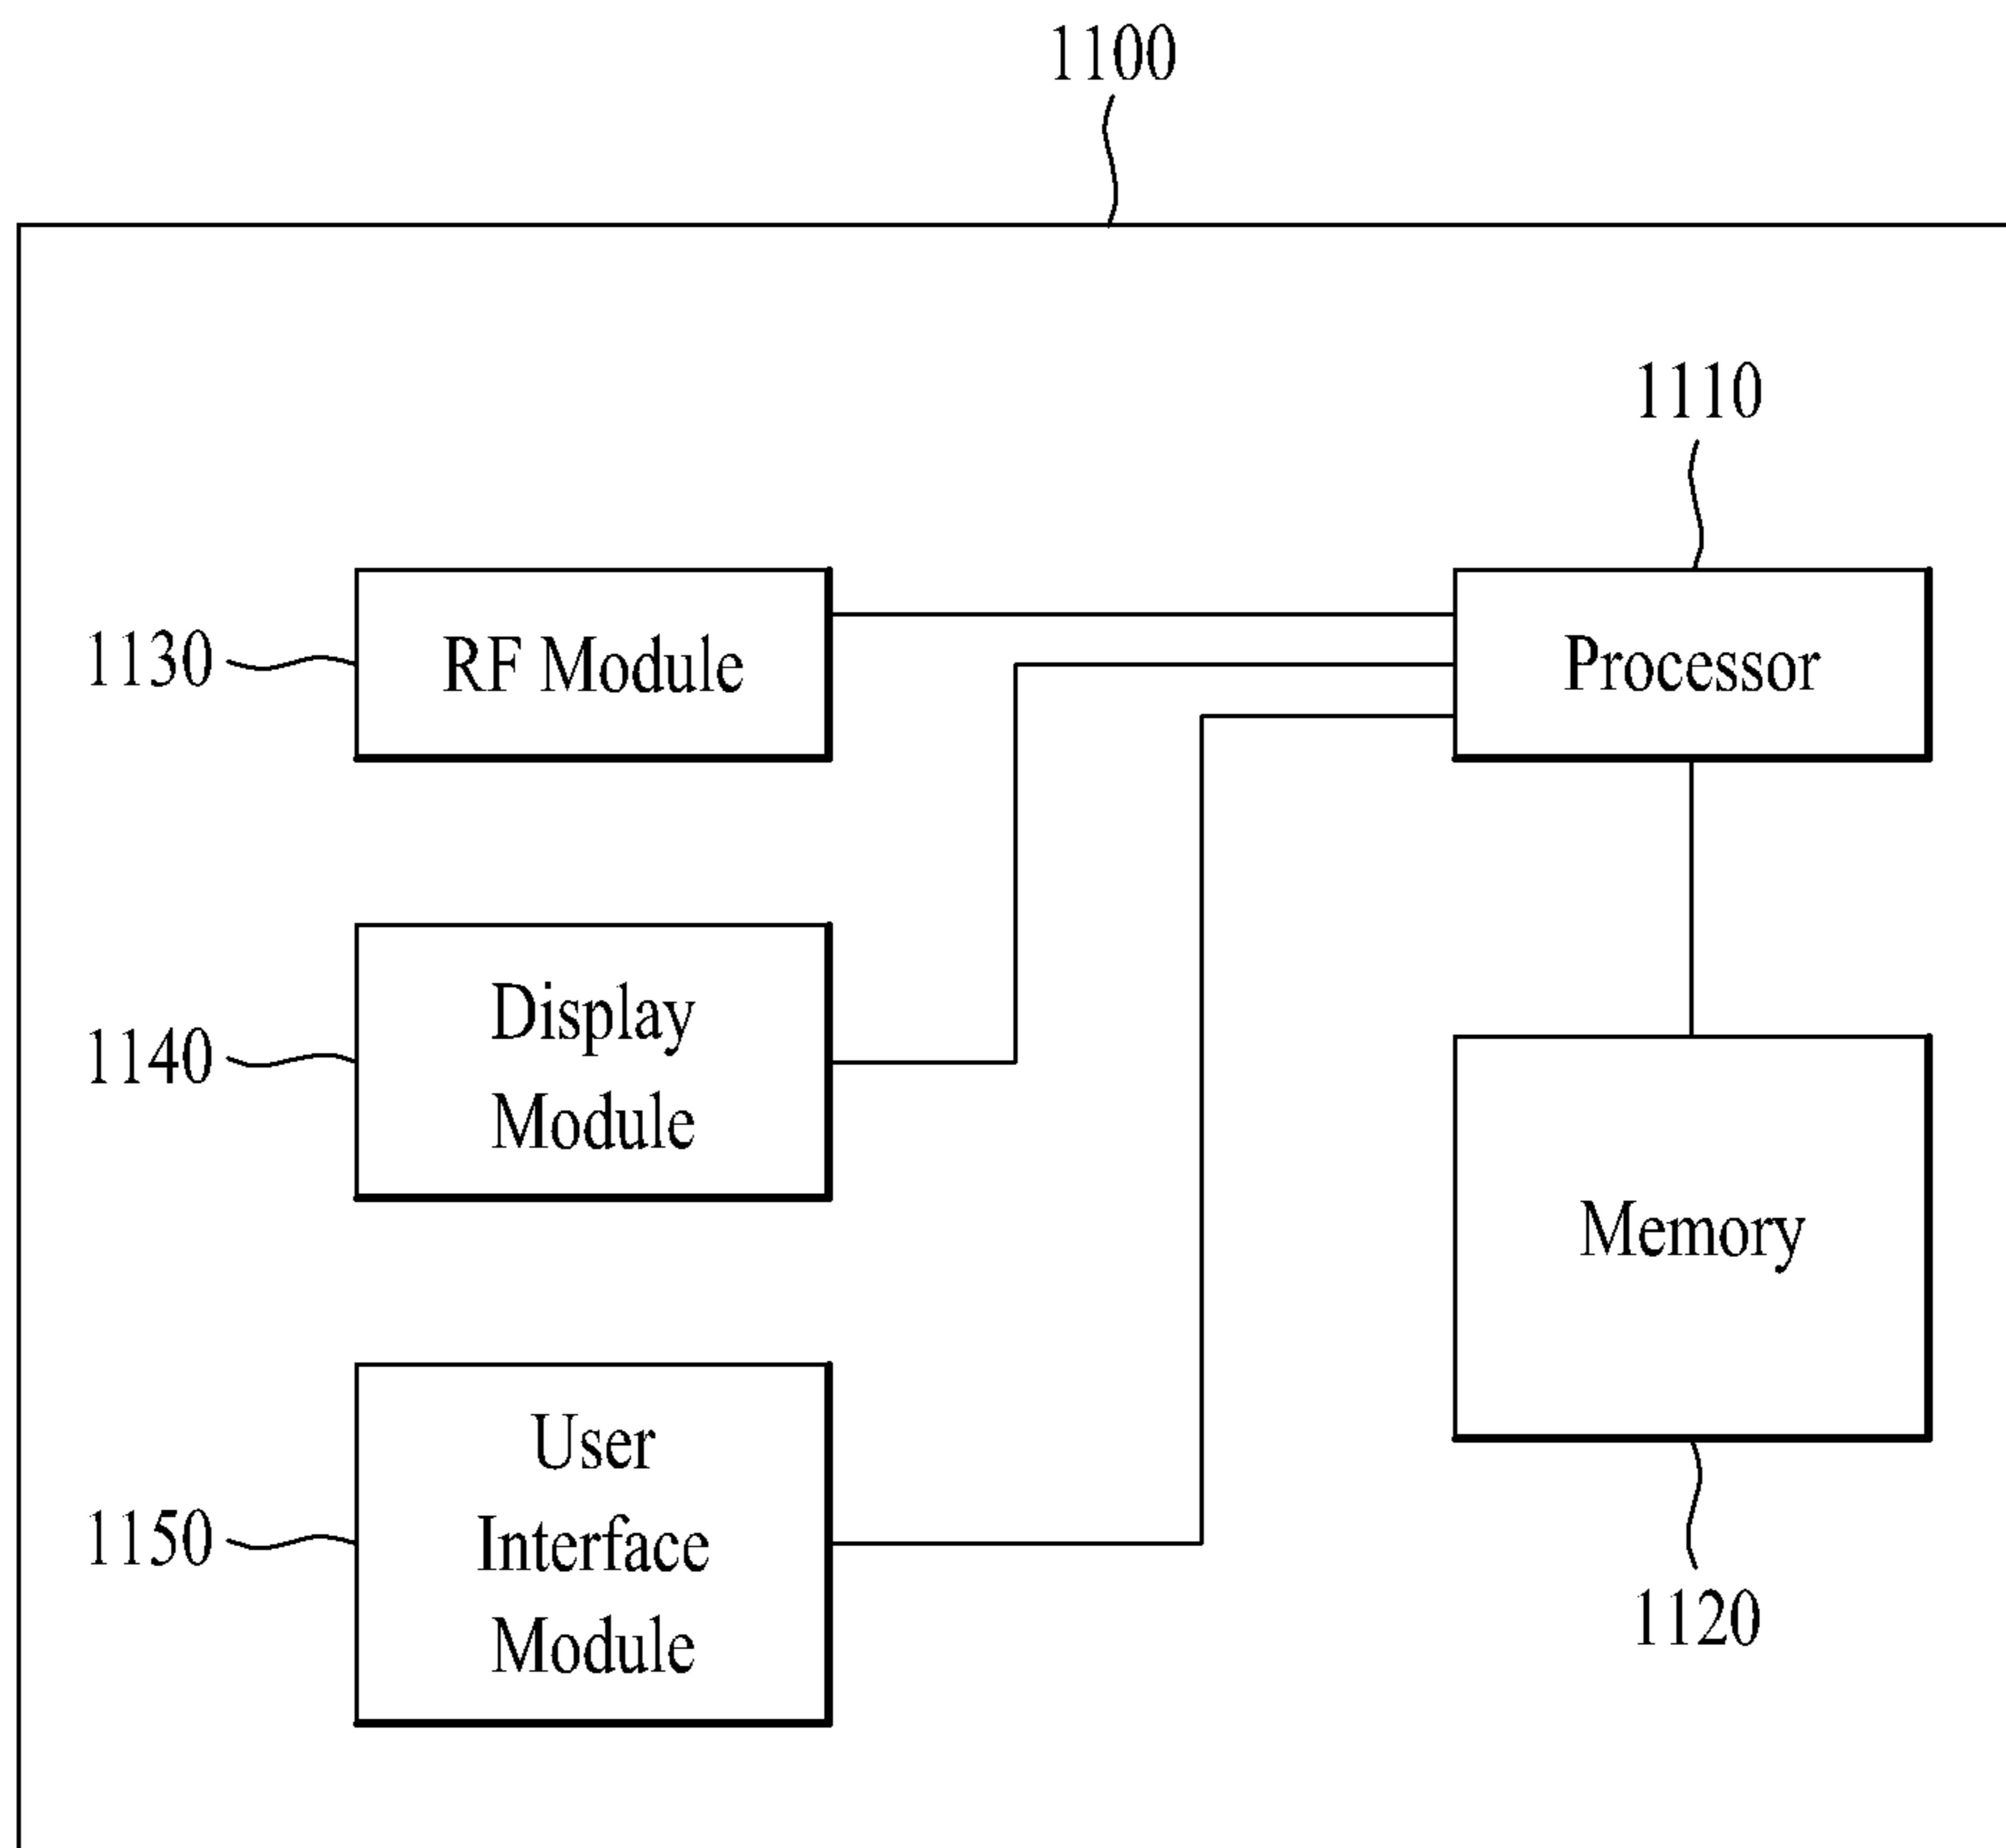 1100
1110
1130
RF Module
Processor
1140
Display
Module
Memory
1150
User
Interface
Module
1120